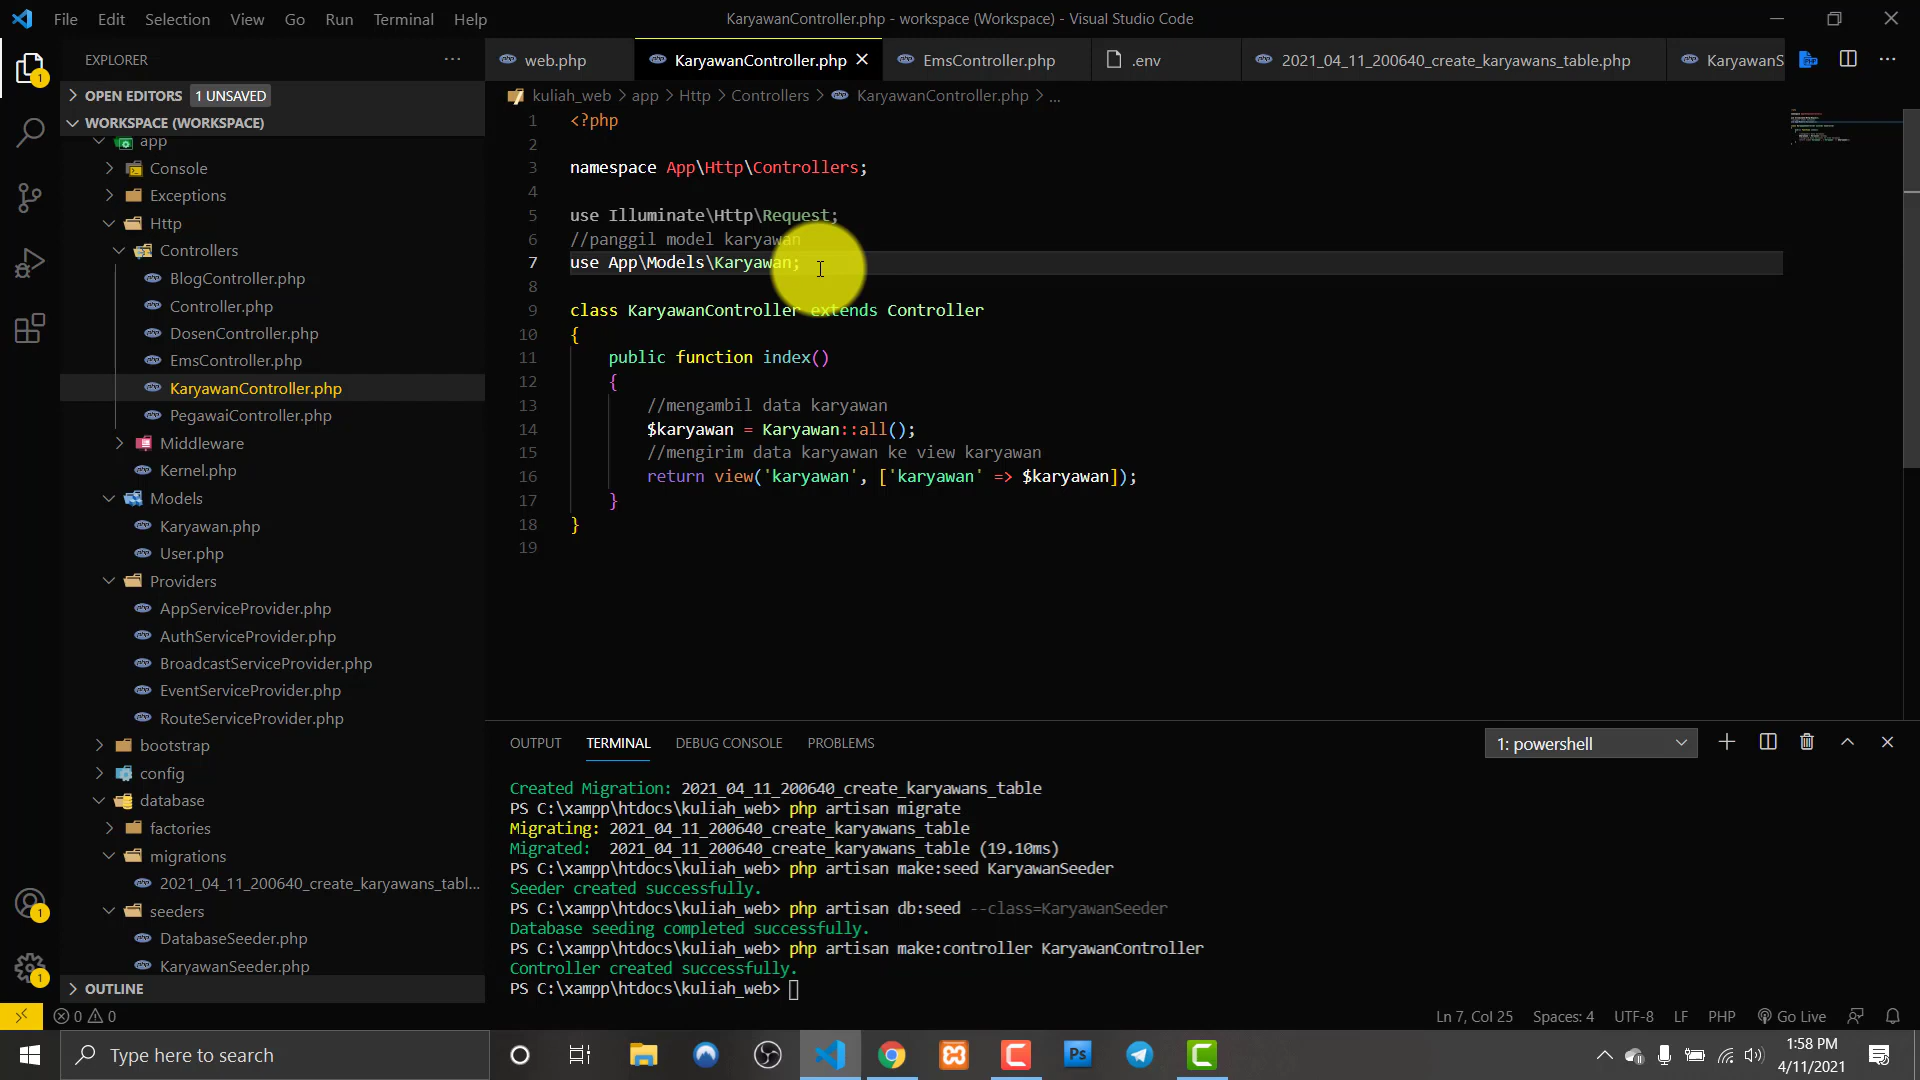 File Edit Selection View Go Run Terminal Help
KaryawanController.php - workspace (Workspace) - Visual Studio Code
EXPLORER
OPEN EDITORS 1 UNSAVED
WORKSPACE (WORKSPACE)
app
Console
Exceptions
Http
Controllers
BlogController.php
Controller.php
DosenController.php
EmsController.php
KaryawanController.php
PegawaiController.php
Middleware
Kernel.php
Models
Karyawan.php
User.php
Providers
AppServiceProvider.php
AuthServiceProvider.php
BroadcastServiceProvider.php
EventServiceProvider.php
RouteServiceProvider.php
bootstrap
config
database
factories
migrations
2021_04_11_200640_create_karyawans_tabl...
seeders
DatabaseSeeder.php
KaryawanSeeder.php
OUTLINE
web.php KaryawanController.php EmsController.php .env 2021_04_11_200640_create_karyawans_table.php KaryawanS
kuliah_web > app > Http > Controllers > KaryawanController.php > ...
1 <?php
2
3 namespace App\Http\Controllers;
4
5 use Illuminate\Http\Request;
6 //panggil model karyawan
7 use App\Models\Karyawan;
8
9 class KaryawanController extends Controller
10 {
11 public function index()
12 {
13 //mengambil data karyawan
14 $karyawan = Karyawan::all();
15 //mengirim data karyawan ke view karyawan
16 return view('karyawan', ['karyawan' => $karyawan]);
17 }
18 }
19
OUTPUT TERMINAL DEBUG CONSOLE PROBLEMS 1: powershell
Created Migration: 2021_04_11_200640_create_karyawans_table
PS C:\xampp\htdocs\kuliah_web> php artisan migrate
Migrating: 2021_04_11_200640_create_karyawans_table
Migrated: 2021_04_11_200640_create_karyawans_table (19.10ms)
PS C:\xampp\htdocs\kuliah_web> php artisan make:seed KaryawanSeeder
Seeder created successfully.
PS C:\xampp\htdocs\kuliah_web> php artisan db:seed --class=KaryawanSeeder
Database seeding completed successfully.
PS C:\xampp\htdocs\kuliah_web> php artisan make:controller KaryawanController
Controller created successfully.
PS C:\xampp\htdocs\kuliah_web>
0 0 Ln 7, Col 25 Spaces: 4 UTF-8 LF PHP Go Live
Type here to search
Ps
1:58 PM
4/11/2021